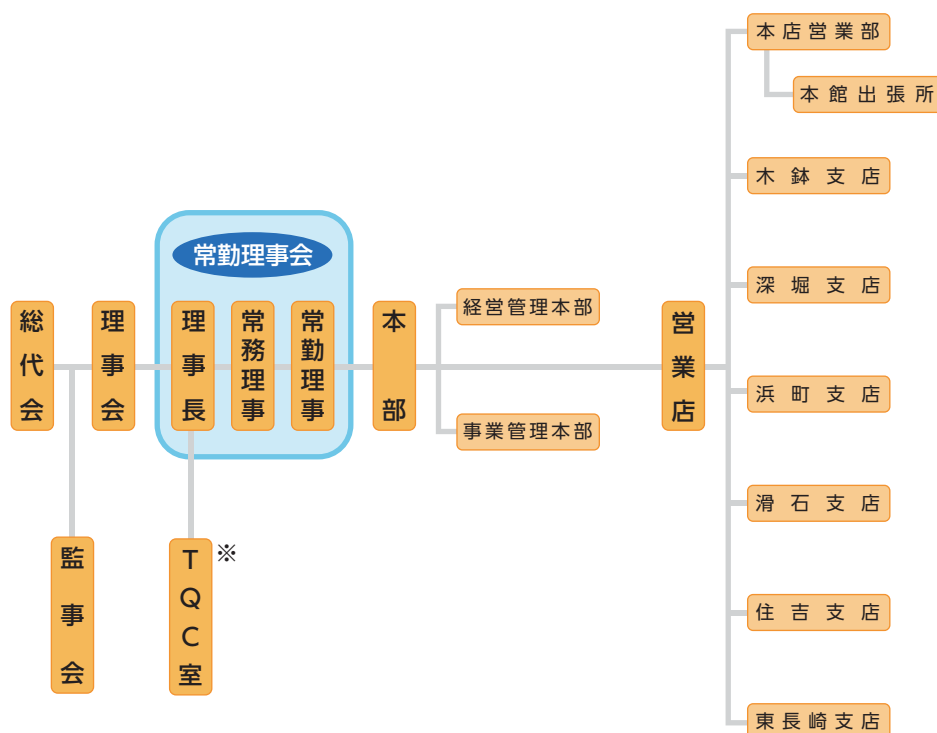 総代会
監事会
理事会
常勤理事会
理事長
常務理事
常勤理事
TQC室
※
本部
経営管理本部
事業管理本部
営業店
本店営業部
本館出張所
木鉢支店
深堀支店
浜町支店
滑石支店
住吉支店
東長崎支店